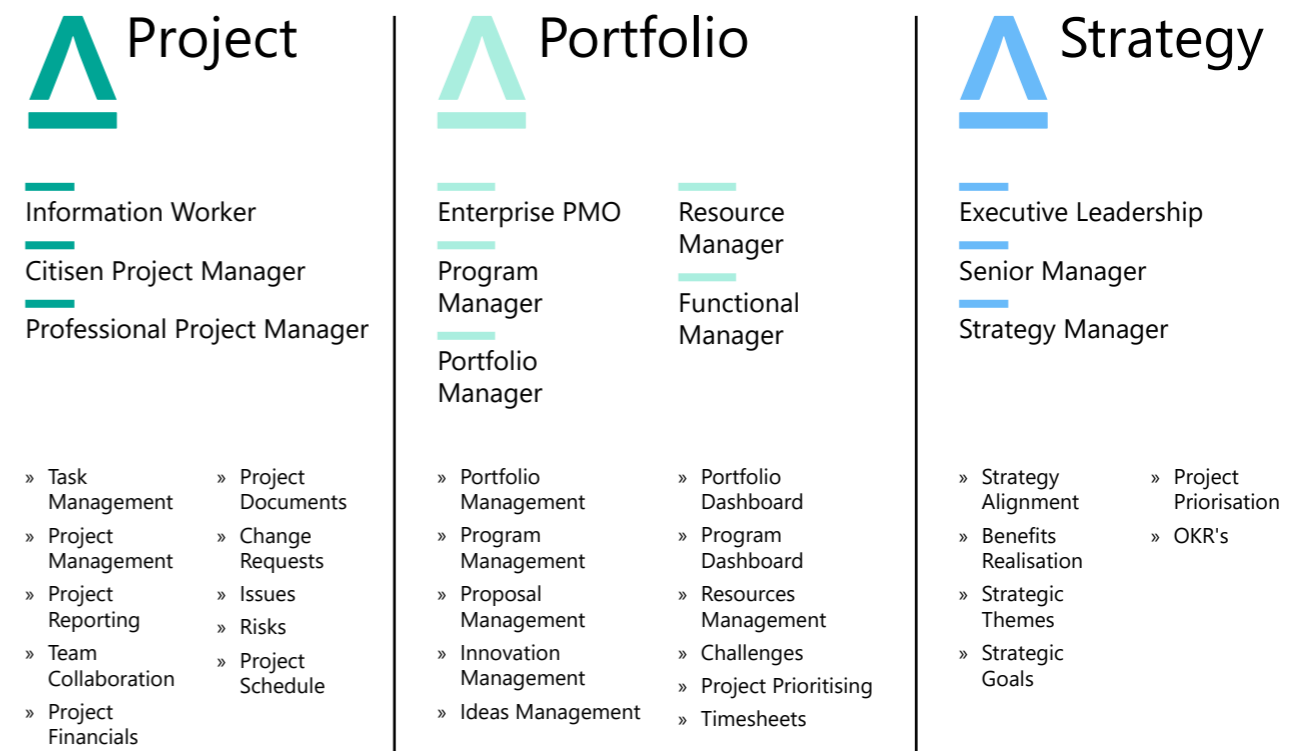 Project
Information Worker
Citisen Project Manager
Professional Project Manager
» Task
Management
» Project
Management
» Project
Reporting
» Team
Collaboration
» Project
Financials
» Project
Documents
» Change
Requests
» Issues
» Risks
» Project
Schedule
Portfolio
Enterprise PMO
Program
Manager
Portfolio
Manager
Resource
Manager
Functional
Manager
» Portfolio
Management
» Program
Management
» Proposal
Management
» Innovation
Management
» Ideas Management
» Portfolio
Dashboard
» Program
Dashboard
» Resources
Management
» Challenges
» Project Prioritising
» Timesheets
Strategy
Executive Leadership
Senior Manager
Strategy Manager
» Strategy
Alignment
» Benefits
Realisation
» Strategic
Themes
» Strategic
Goals
» Project
Priorisation
» OKR's